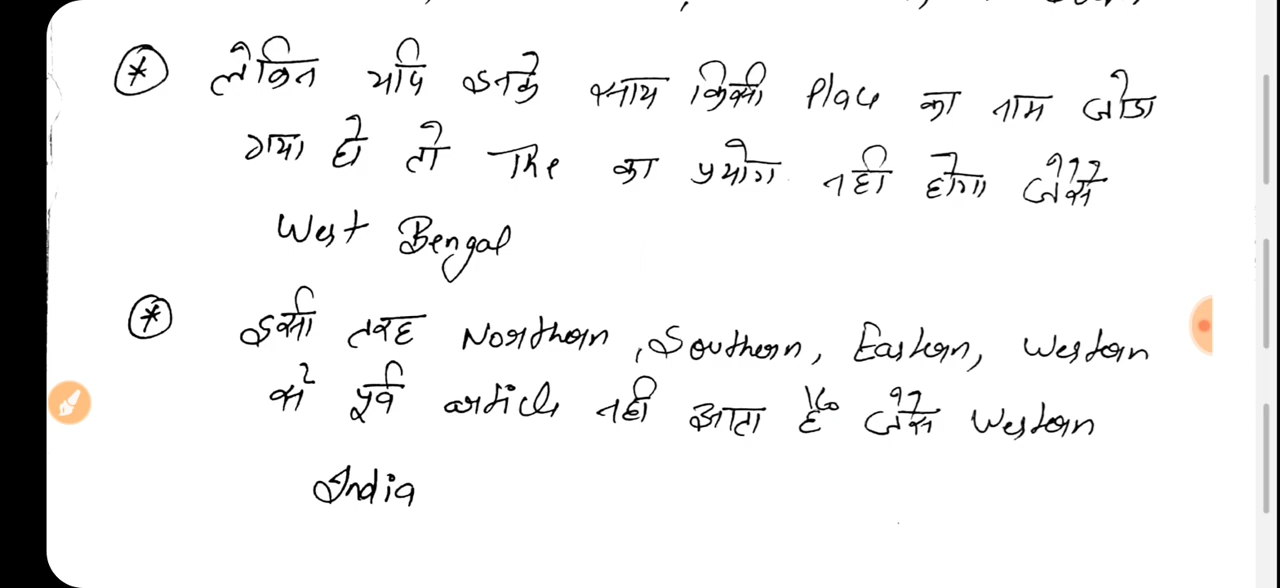 लेकिन यदि इनके साथ किसी Place का नाम जोडा
गया हो तो The का प्रयोग नही होगा जैसे
West Bengal
इसी तरह Northern, Southern, Eastern, Western
से पूर्व article नही आता है जैसे Western
India